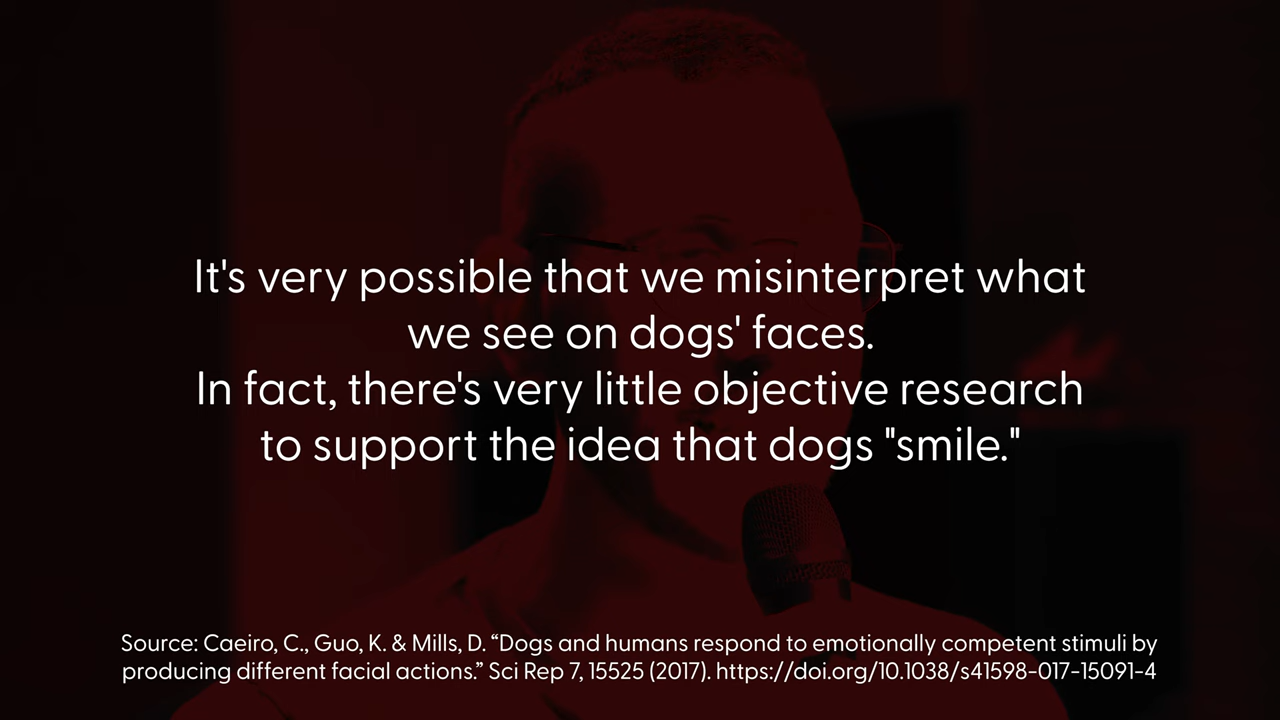 It's very possible that we misinterpret what
we see on dogs' faces.
In fact, there's very little objective research
to support the idea that dogs "smile."
Source: Caeiro, C., Guo, K. & Mills, D. “Dogs and humans respond to emotionally competent stimuli by
producing different facial actions.” Sci Rep 7, 15525 (2017). https://doi.org/10.1038/s41598-017-15091-4